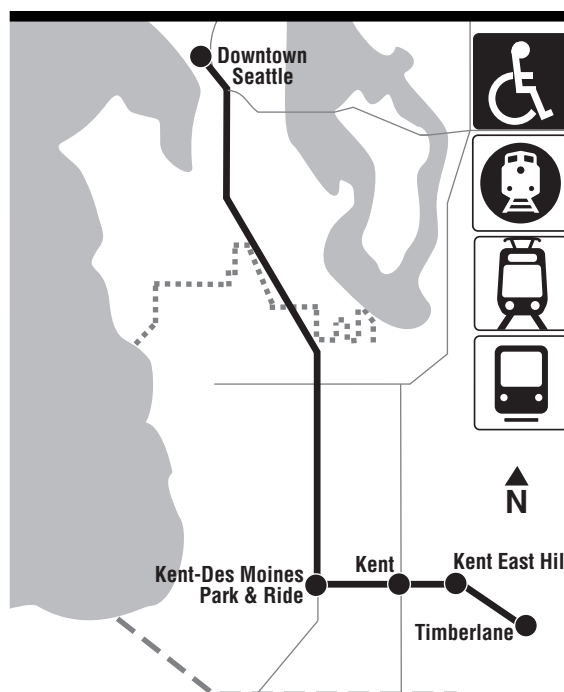 Downtown
Seattle
N
Kent-Des Moines
Park & Ride
Kent
Kent East Hil
Timberlane